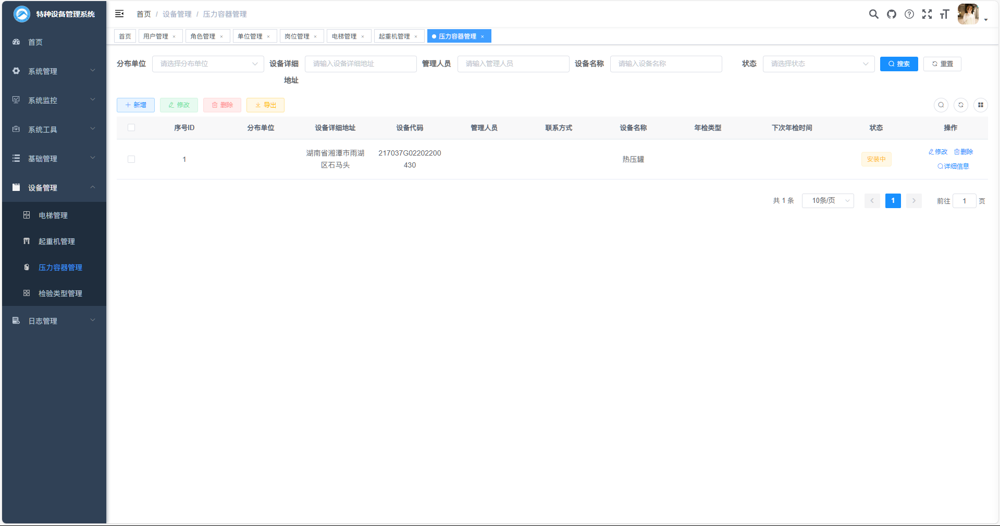 特种设备管理系统
首页 / 设备管理 / 压力容器管理
首页
用户管理 ×
角色管理 ×
单位管理 ×
岗位管理 ×
电梯管理 ×
起重机管理 ×
压力容器管理 ×
首页
系统管理
系统监控
系统工具
基础管理
设备管理
电梯管理
起重机管理
压力容器管理
检验类型管理
日志管理
分布单位 请选择分布单位
设备详细
地址
请输入设备详细地址
管理人员 请输入管理人员
设备名称 请输入设备名称
状态 请选择状态
搜索
重置
新增
修改
删除
导出
序号ID 分布单位 设备详细地址 设备代码 管理人员 联系方式 设备名称 年检类型 下次年检时间 状态 操作
1
湖南省湘潭市雨湖
区石马头
217037G02202200
430
热压罐
安装中
修改 删除
详细信息
共 1 条 10条/页 1 前往 1 页